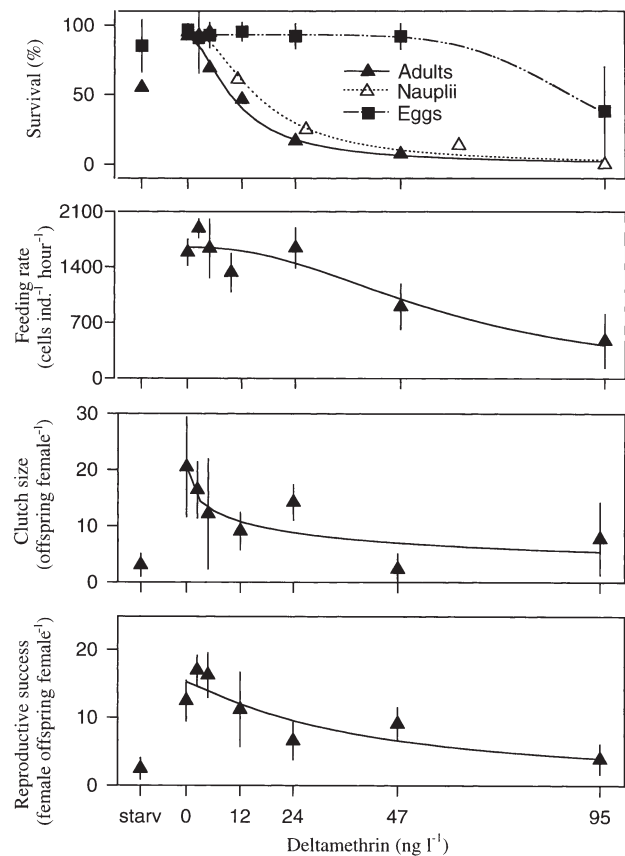 100
50
0
Survival (%)
Adults
Nauplii
Eggs
2100
1400
700
0
Feeding rate
(cells ind.⁻¹ hour⁻¹)
30
20
10
0
Clutch size
(offspring female⁻¹)
20
10
0
Reproductive success
(female offspring female⁻¹)
starv 0 12 24 47 95
Deltamethrin (ng l⁻¹)